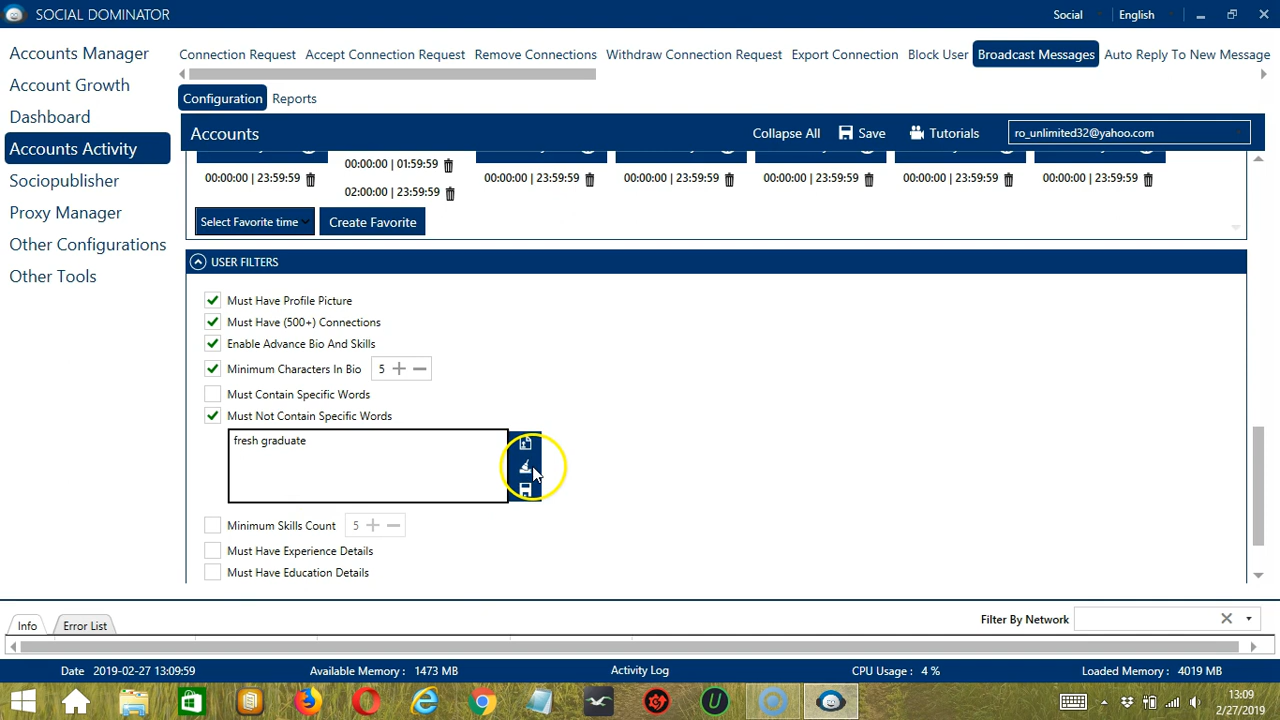 SOCIAL DOMINATOR
Social
English
Accounts Manager
Account Growth
Dashboard
Accounts Activity
Sociopublisher
Proxy Manager
Other Configurations
Other Tools
Connection Request
Accept Connection Request
Remove Connections
Withdraw Connection Request
Export Connection
Block User
Broadcast Messages
Auto Reply To New Message
Configuration
Reports
Accounts
Collapse All
Save
Tutorials
ro_unlimited32@yahoo.com
00:00:00 | 23:59:59
00:00:00 | 01:59:59
02:00:00 | 23:59:59
00:00:00 | 23:59:59
00:00:00 | 23:59:59
00:00:00 | 23:59:59
00:00:00 | 23:59:59
00:00:00 | 23:59:59
Select Favorite time
Create Favorite
USER FILTERS
Must Have Profile Picture
Must Have (500+) Connections
Enable Advance Bio And Skills
Minimum Characters In Bio 5
Must Contain Specific Words
Must Not Contain Specific Words
fresh graduate
Minimum Skills Count 5
Must Have Experience Details
Must Have Education Details
Info
Error List
Filter By Network
Date 2019-02-27 13:09:59
Available Memory : 1473 MB
Activity Log
CPU Usage : 4 %
Loaded Memory : 4019 MB
13:09
2/27/2019